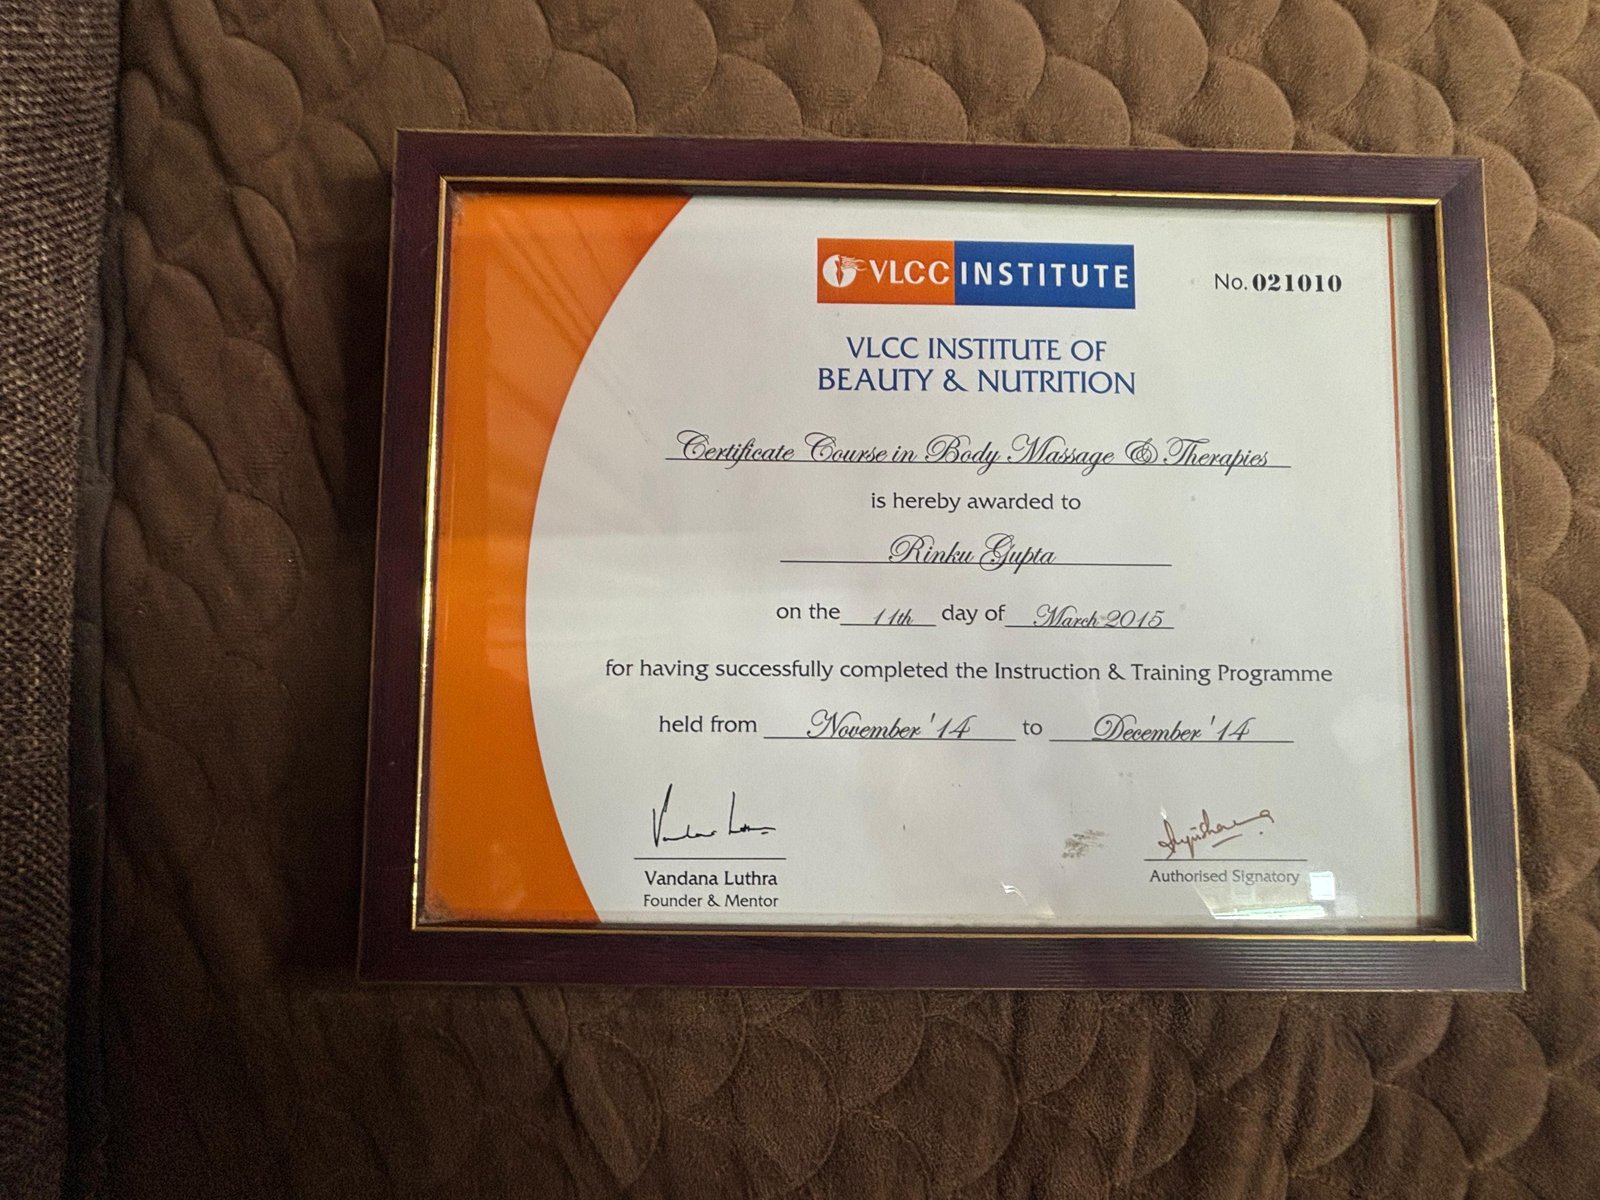 VLCC INSTITUTE
No. 021010
VLCC INSTITUTE OF
BEAUTY & NUTRITION
Certificate Course in Body Massage & Therapies
is hereby awarded to
Rinku Gupta
on the 11th day of March 2015
for having successfully completed the Instruction & Training Programme
held from November '14 to December '14
Vandana Luthra
Founder & Mentor
Authorised Signatory